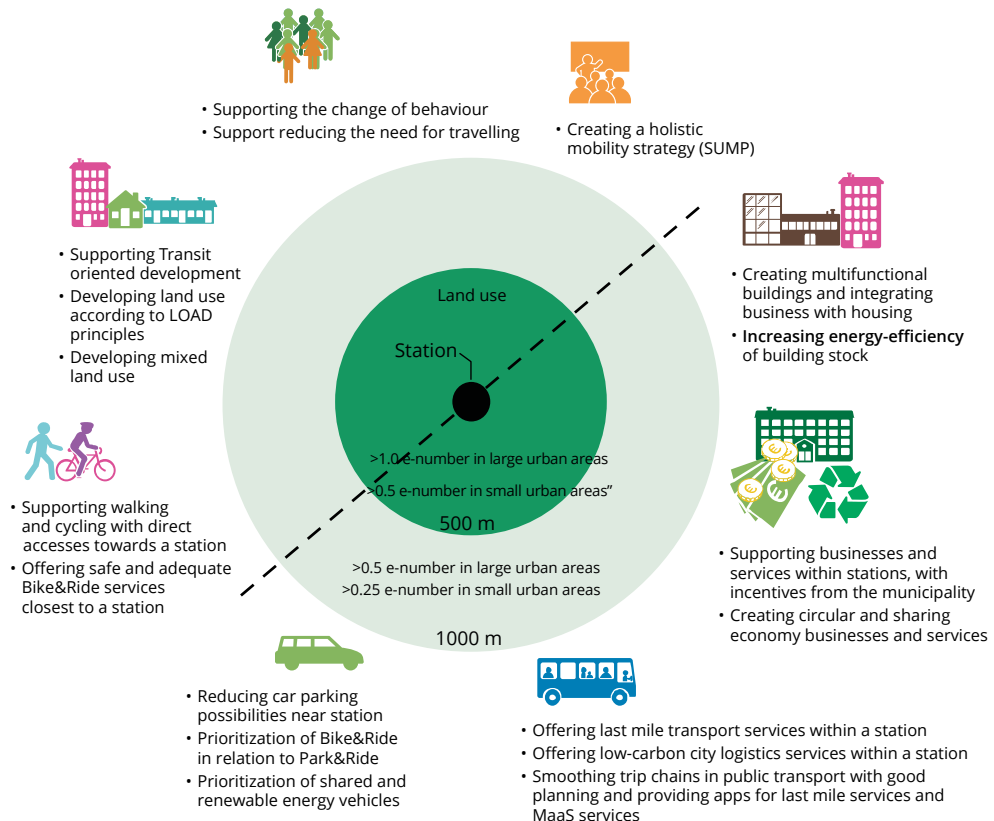 • Supporting the change of behaviour
• Support reducing the need for travelling
• Creating a holistic
mobility strategy (SUMP)
• Supporting Transit
oriented development
• Developing land use
according to LOAD
principles
• Developing mixed
land use
• Creating multifunctional
buildings and integrating
business with housing
• Increasing energy-efficiency
of building stock
Land use
Station
>1.0 e-number in large urban areas
>0.5 e-number in small urban areas”
500 m
>0.5 e-number in large urban areas
>0.25 e-number in small urban areas
1000 m
• Supporting walking
and cycling with direct
accesses towards a station
• Offering safe and adequate
Bike&Ride services
closest to a station
• Supporting businesses and
services within stations, with
incentives from the municipality
• Creating circular and sharing
economy businesses and services
• Reducing car parking
possibilities near station
• Prioritization of Bike&Ride
in relation to Park&Ride
• Prioritization of shared and
renewable energy vehicles
• Offering last mile transport services within a station
• Offering low-carbon city logistics services within a station
• Smoothing trip chains in public transport with good
planning and providing apps for last mile services and
MaaS services